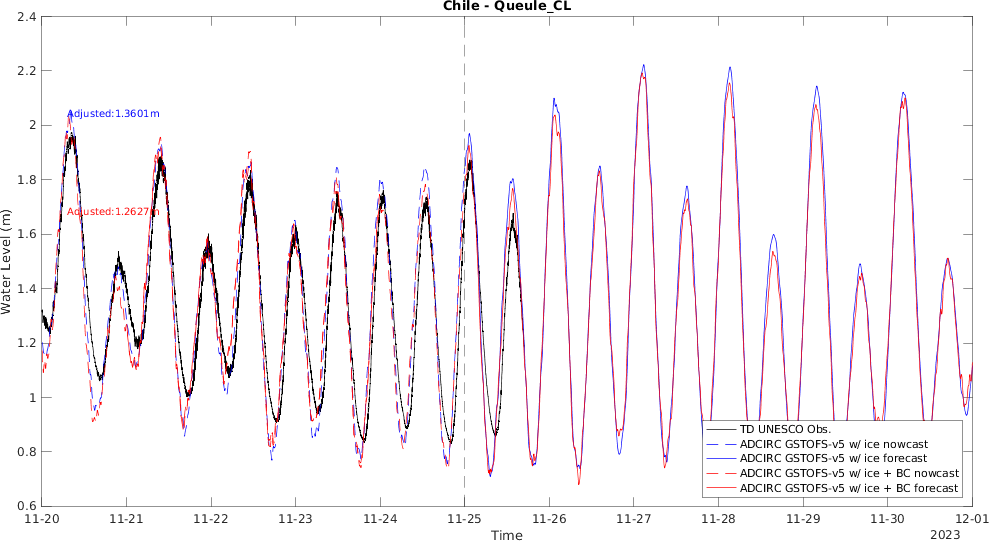 Chile - Queule_CL
2.4
2.2
2
1.8
1.6
1.4
1.2
1
0.8
0.6
Water Level (m)
Adjusted:1.3601m
Adjusted:1.2627m
TD UNESCO Obs.
ADCIRC GSTOFS-v5 w/ ice nowcast
ADCIRC GSTOFS-v5 w/ ice forecast
ADCIRC GSTOFS-v5 w/ ice + BC nowcast
ADCIRC GSTOFS-v5 w/ ice + BC forecast
11-20 11-21 11-22 11-23 11-24 11-25 11-26 11-27 11-28 11-29 11-30 12-01
Time
2023